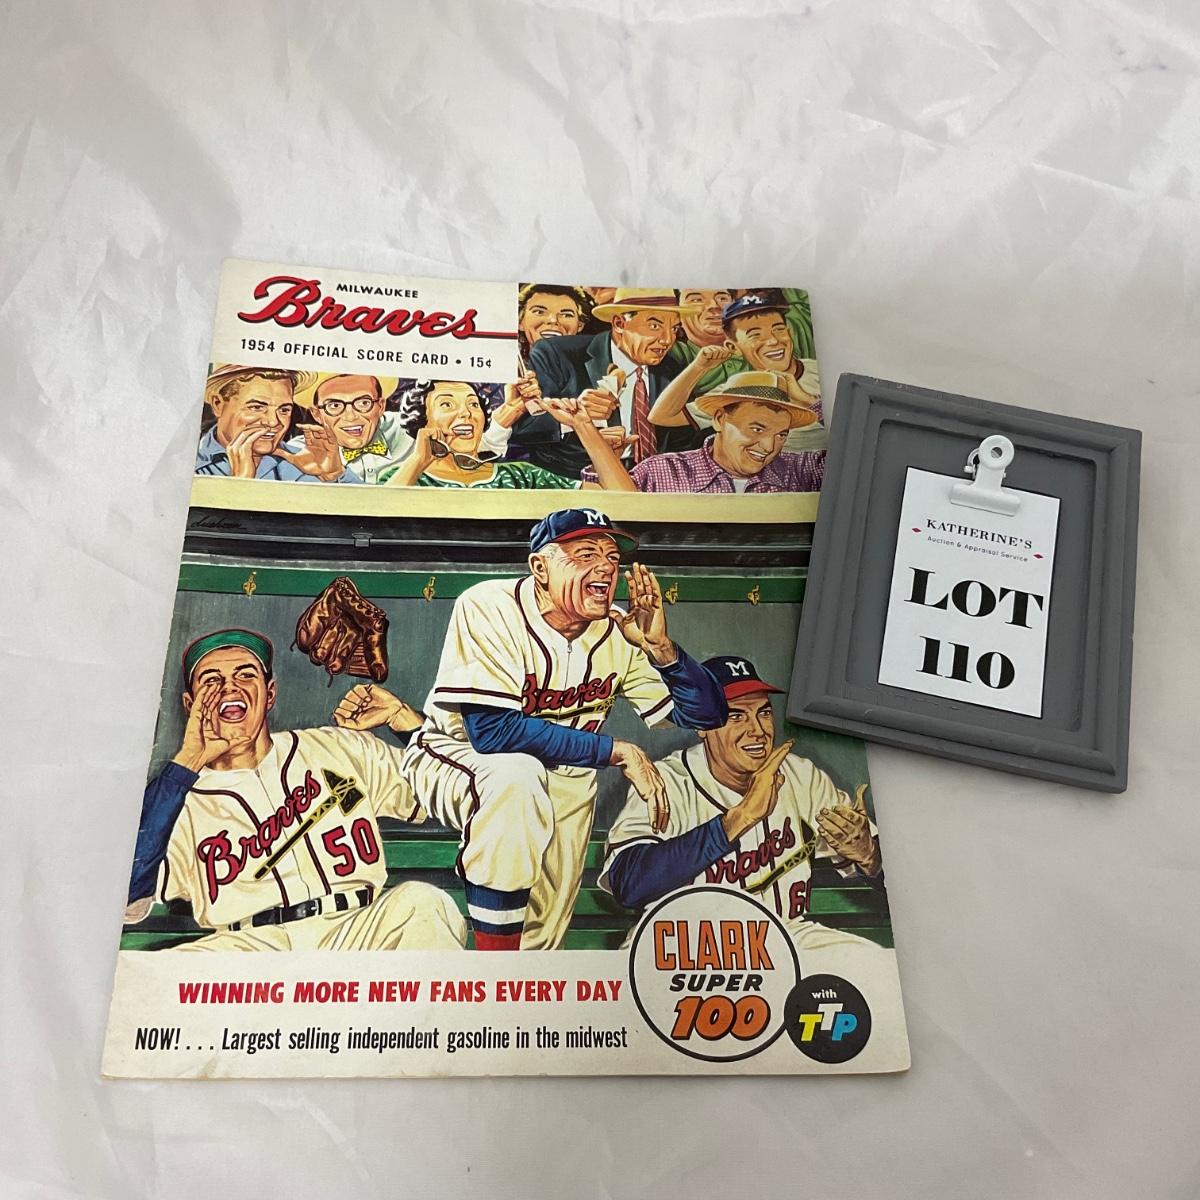 MILWAUKEE
Braves
1954 OFFICIAL SCORE CARD • 15¢
M
M
Braves
M
Braves
50
Braves
WINNING MORE NEW FANS EVERY DAY
NOW! . . . Largest selling independent gasoline in the midwest
CLARK
SUPER
100
with
TTP
KATHERINE'S
Auction & Appraisal Service
LOT
110